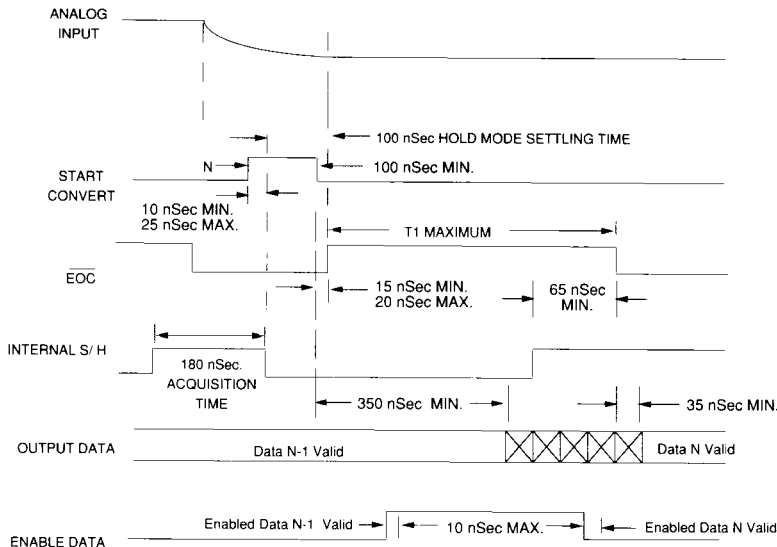 ANALOG
INPUT
100 nSec HOLD MODE SETTLING TIME
N
100 nSec MIN.
START
CONVERT
10 nSec MIN.
25 nSec MAX.
T1 MAXIMUM
EOC
15 nSec MIN.
20 nSec MAX.
65 nSec
MIN.
INTERNAL S/ H
180 nSec.
ACQUISITION
TIME
350 nSec MIN.
35 nSec MIN.
OUTPUT DATA
Data N-1 Valid
Data N Valid
Enabled Data N-1 Valid
10 nSec MAX.
Enabled Data N Valid
ENABLE DATA